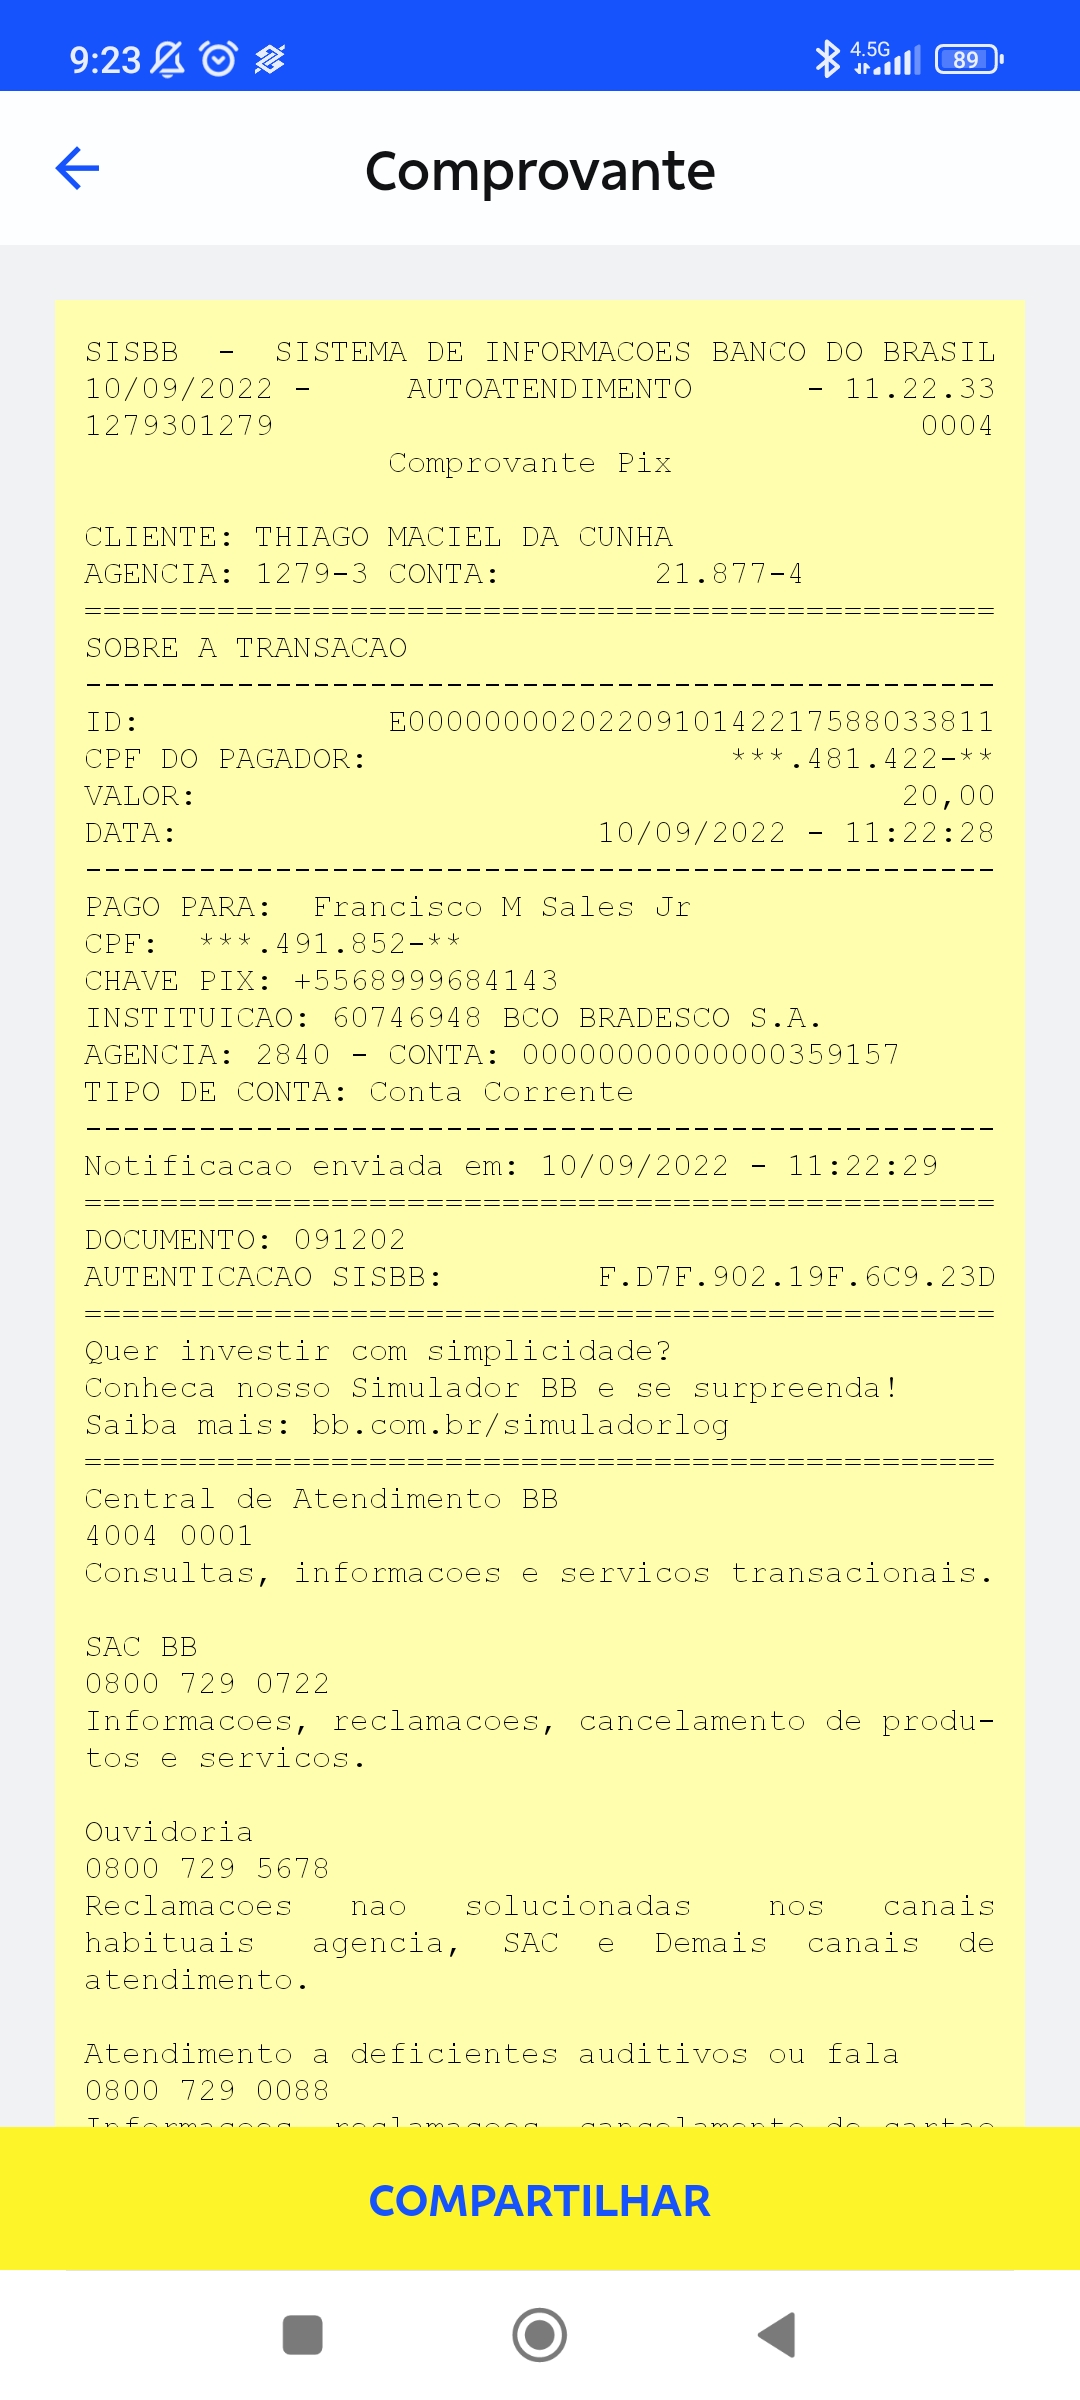 9:23 4.5G 89
Comprovante
SISBB - SISTEMA DE INFORMACOES BANCO DO BRASIL
10/09/2022 - AUTOATENDIMENTO - 11.22.33
1279301279 0004
Comprovante Pix
CLIENTE: THIAGO MACIEL DA CUNHA
AGENCIA: 1279-3 CONTA: 21.877-4
================================================
SOBRE A TRANSACAO
------------------------------------------------
ID: E0000000020220910142217588033811
CPF DO PAGADOR: ***.481.422-**
VALOR: 20,00
DATA: 10/09/2022 - 11:22:28
------------------------------------------------
PAGO PARA: Francisco M Sales Jr
CPF: ***.491.852-**
CHAVE PIX: +5568999684143
INSTITUICAO: 60746948 BCO BRADESCO S.A.
AGENCIA: 2840 - CONTA: 00000000000000359157
TIPO DE CONTA: Conta Corrente
------------------------------------------------
Notificacao enviada em: 10/09/2022 - 11:22:29
================================================
DOCUMENTO: 091202
AUTENTICACAO SISBB: F.D7F.902.19F.6C9.23D
================================================
Quer investir com simplicidade?
Conheca nosso Simulador BB e se surpreenda!
Saiba mais: bb.com.br/simuladorlog
================================================
Central de Atendimento BB
4004 0001
Consultas, informacoes e servicos transacionais.
SAC BB
0800 729 0722
Informacoes, reclamacoes, cancelamento de produ-
tos e servicos.
Ouvidoria
0800 729 5678
Reclamacoes nao solucionadas nos canais
habituais agencia, SAC e Demais canais de
atendimento.
Atendimento a deficientes auditivos ou fala
0800 729 0088
Informacoes, reclamacoes, cancelamento de cartao
COMPARTILHAR